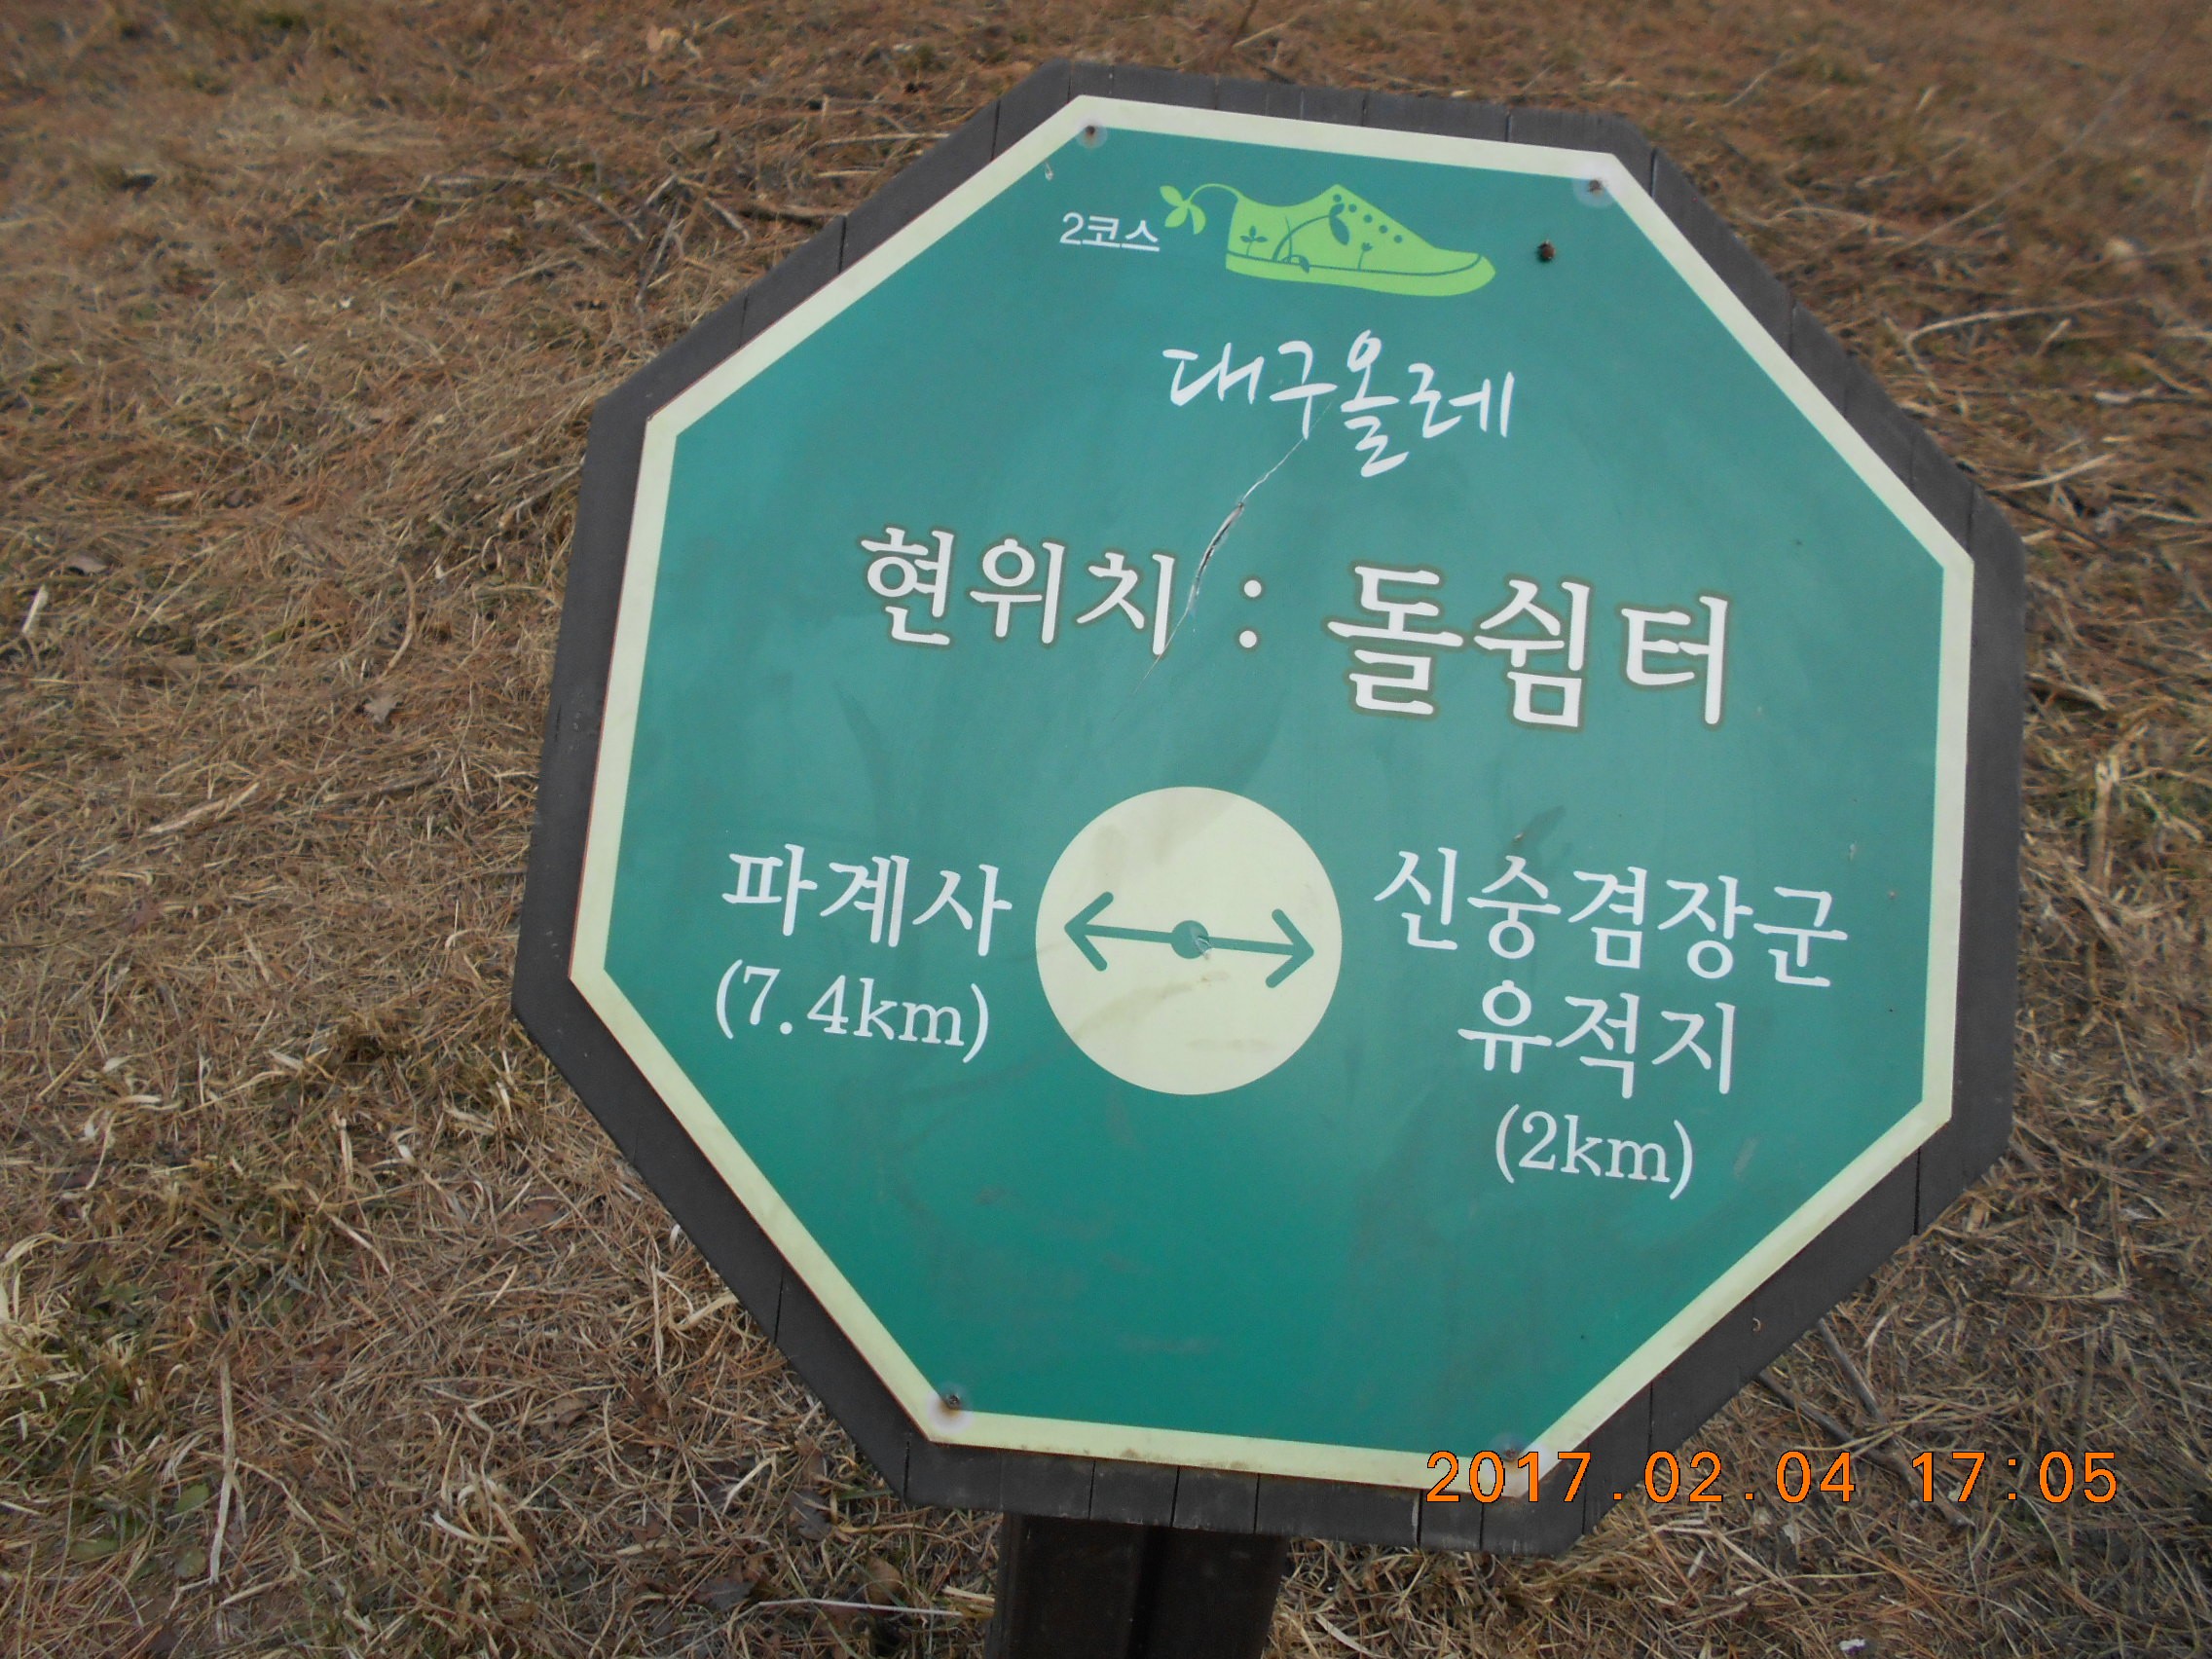 2코스
대구올레
현위치 : 돌쉼터
파계사
(7.4km)
신숭겸장군
유적지
(2km)
2017.02.04 17:05